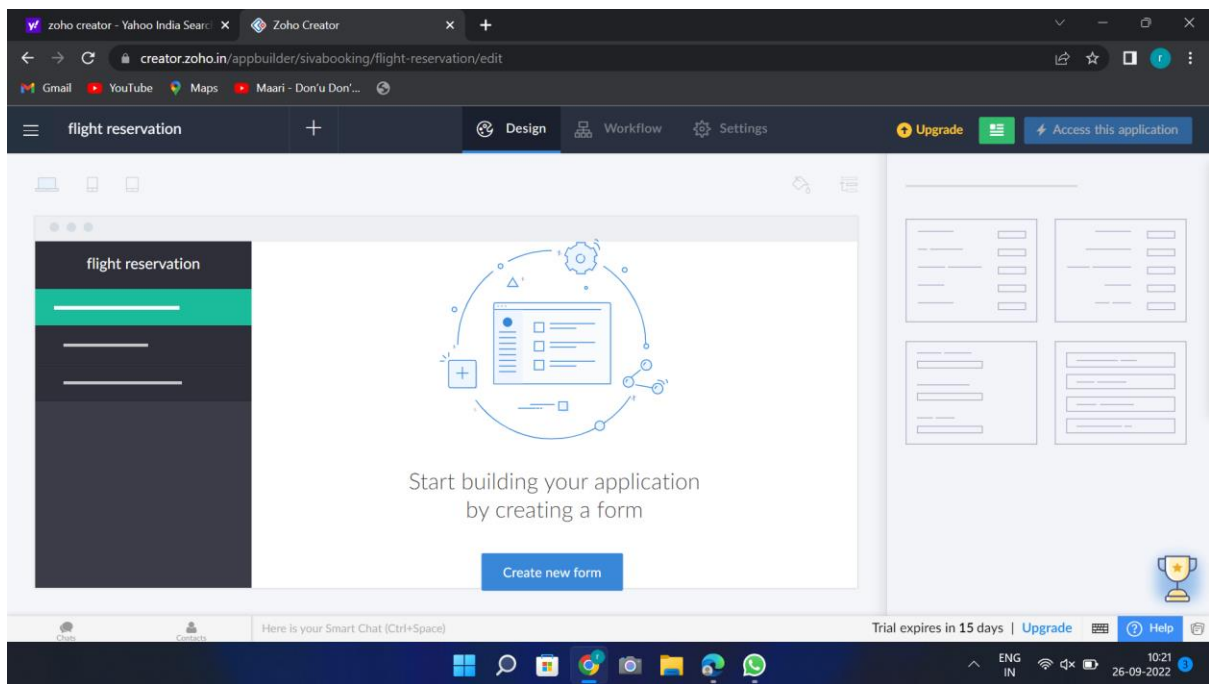 zoho creator - Yahoo India Searc
Zoho Creator
creator.zoho.in/appbuilder/sivabooking/flight-reservation/edit
Gmail YouTube Maps Maari - Don'u Don'...
flight reservation + Design Workflow Settings Upgrade Access this application
flight reservation
Start building your application
by creating a form
Create new form
Chats Contacts Here is your Smart Chat (Ctrl+Space) Trial expires in 15 days | Upgrade Help
ENG 10:21
IN 26-09-2022 3